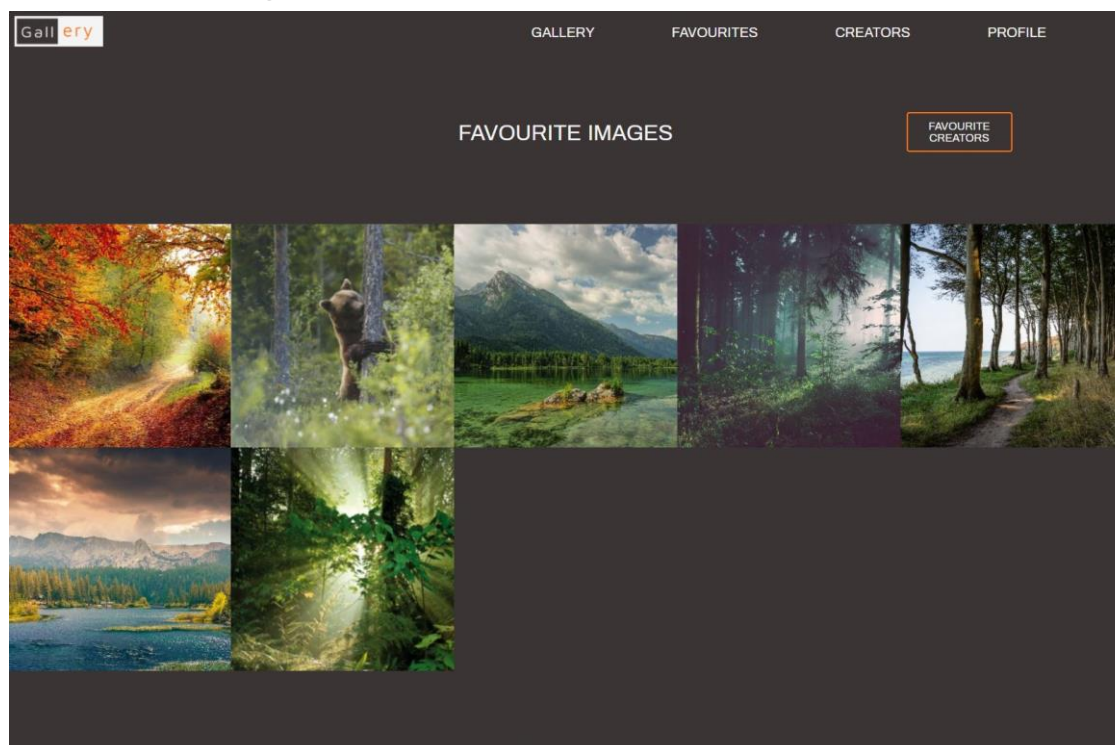 Gallery
GALLERY FAVOURITES CREATORS PROFILE
FAVOURITE IMAGES
FAVOURITE
CREATORS